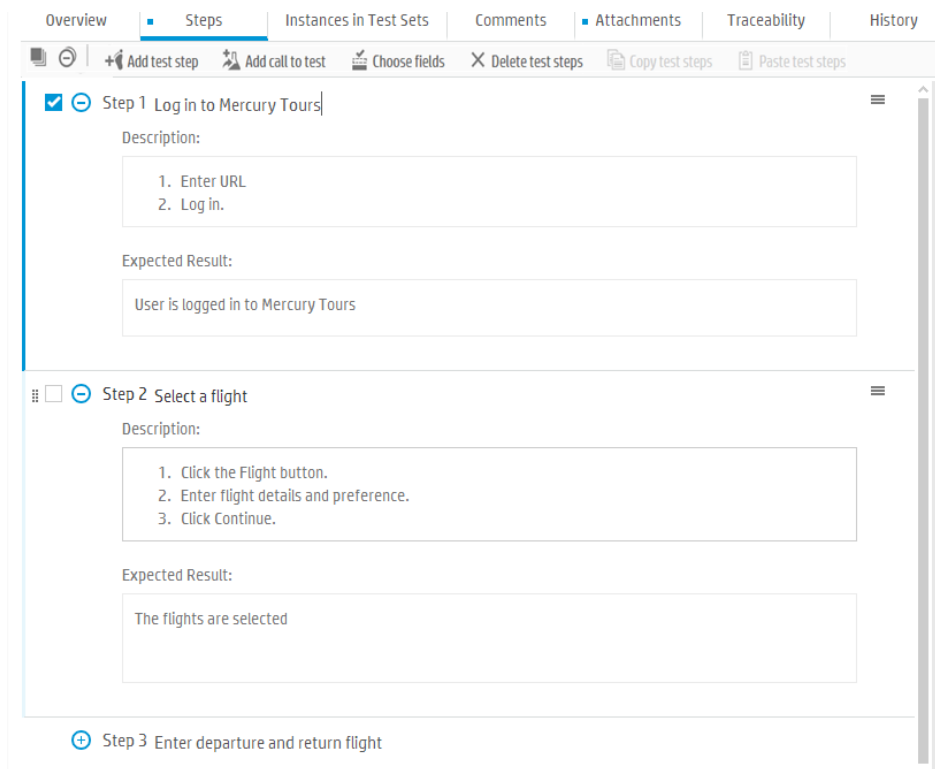 Overview Steps Instances in Test Sets Comments Attachments Traceability History
Add test step Add call to test Choose fields Delete test steps Copy test steps Paste test steps
Step 1 Log in to Mercury Tours
Description:
1. Enter URL
2. Log in.
Expected Result:
User is logged in to Mercury Tours
Step 2 Select a flight
Description:
1. Click the Flight button.
2. Enter flight details and preference.
3. Click Continue.
Expected Result:
The flights are selected
Step 3 Enter departure and return flight